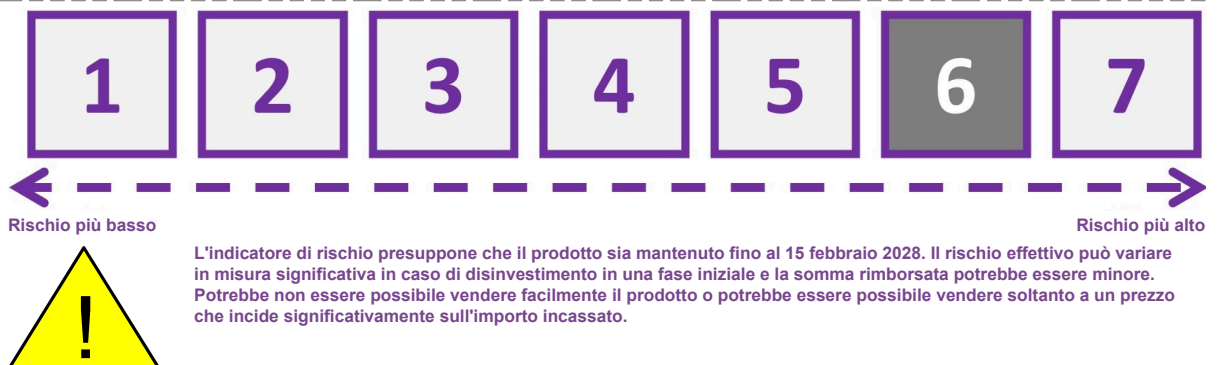 1 2 3 4 5 6 7
Rischio più basso Rischio più alto
L'indicatore di rischio presuppone che il prodotto sia mantenuto fino al 15 febbraio 2028. Il rischio effettivo può variare
in misura significativa in caso di disinvestimento in una fase iniziale e la somma rimborsata potrebbe essere minore.
Potrebbe non essere possibile vendere facilmente il prodotto o potrebbe essere possibile vendere soltanto a un prezzo
che incide significativamente sull'importo incassato.
!